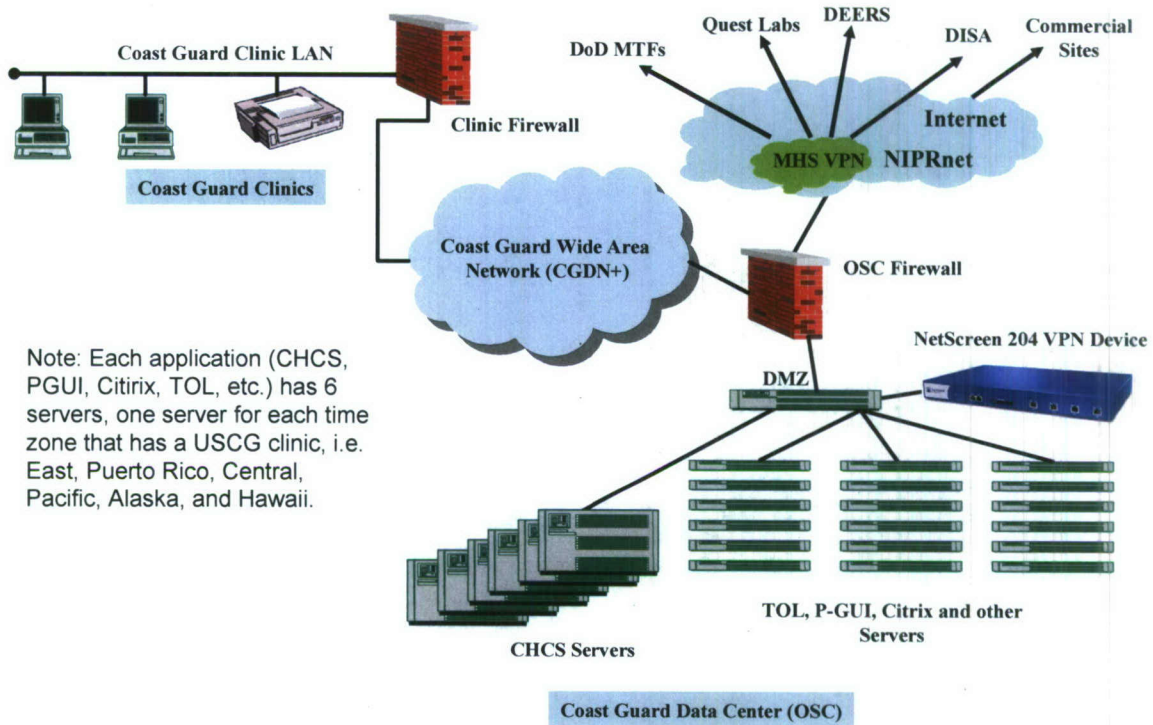 Coast Guard Clinic LAN
Clinic Firewall
Coast Guard Clinics
DoD MTFs
Quest Labs
DEERS
DISA
Commercial
Sites
Internet
MHS VPN
NIPRnet
Coast Guard Wide Area
Network (CGDN+)
OSC Firewall
NetScreen 204 VPN Device
DMZ
Note: Each application (CHCS,
PGUI, Citirix, TOL, etc.) has 6
servers, one server for each time
zone that has a USCG clinic, i.e.
East, Puerto Rico, Central,
Pacific, Alaska, and Hawaii.
CHCS Servers
TOL, P-GUI, Citrix and other
Servers
Coast Guard Data Center (OSC)